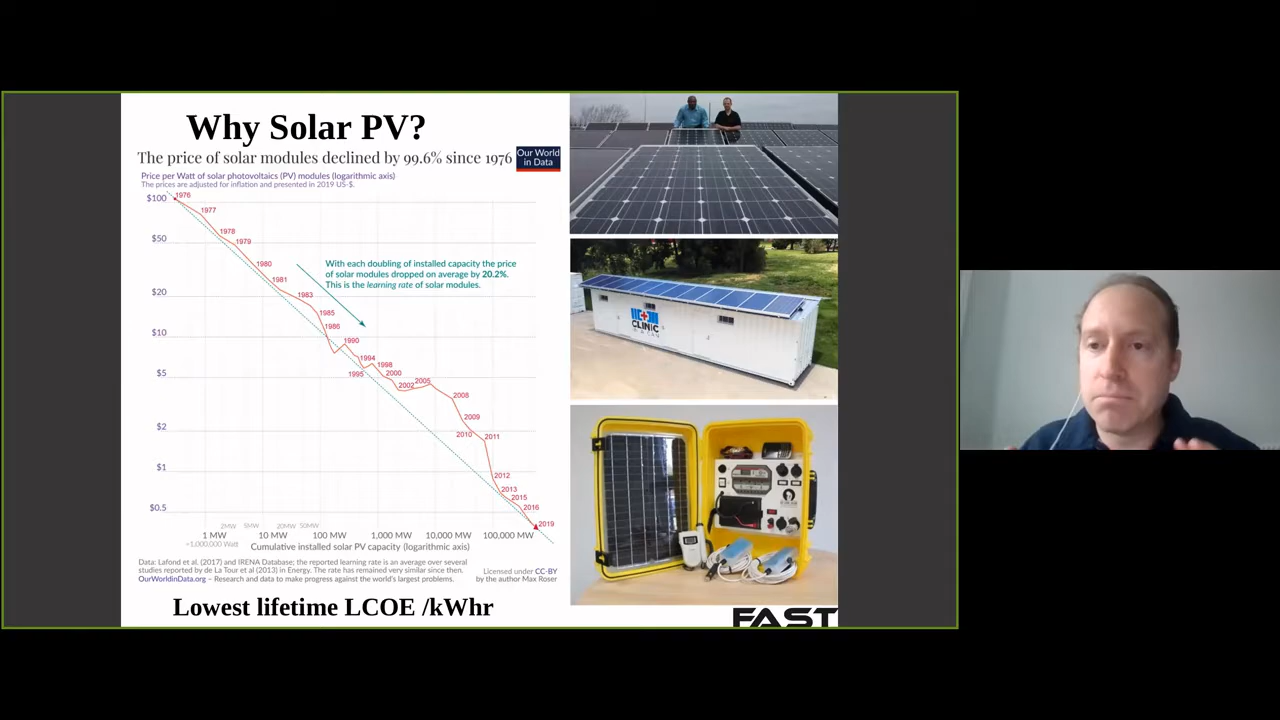 Why Solar PV?
The price of solar modules declined by 99.6% since 1976
Our World
in Data
Price per Watt of solar photovoltaics (PV) modules (logarithmic axis)
The prices are adjusted for inflation and presented in 2019 US-$.
$100
$50
$20
$10
$5
$2
$1
$0.5
1976
1977
1978
1979
1980
1981
1983
1985
1986
1990
1994
1995
1998
2000
2002
2005
2008
2009
2010
2011
2012
2013
2015
2016
2019
With each doubling of installed capacity the price
of solar modules dropped on average by 20.2%.
This is the learning rate of solar modules.
2MW 5MW 20MW 50MW
1 MW 10 MW 100 MW 1,000 MW 10,000 MW 100,000 MW
=1,000,000 Watt
Cumulative installed solar PV capacity (logarithmic axis)
Data: Lafond et al. (2017) and IRENA Database; the reported learning rate is an average over several
studies reported by de La Tour et al (2013) in Energy. The rate has remained very similar since then.
OurWorldinData.org – Research and data to make progress against the world's largest problems.
Licensed under CC-BY
by the author Max Roser
Lowest lifetime LCOE /kWhr
CLINIC
FAST